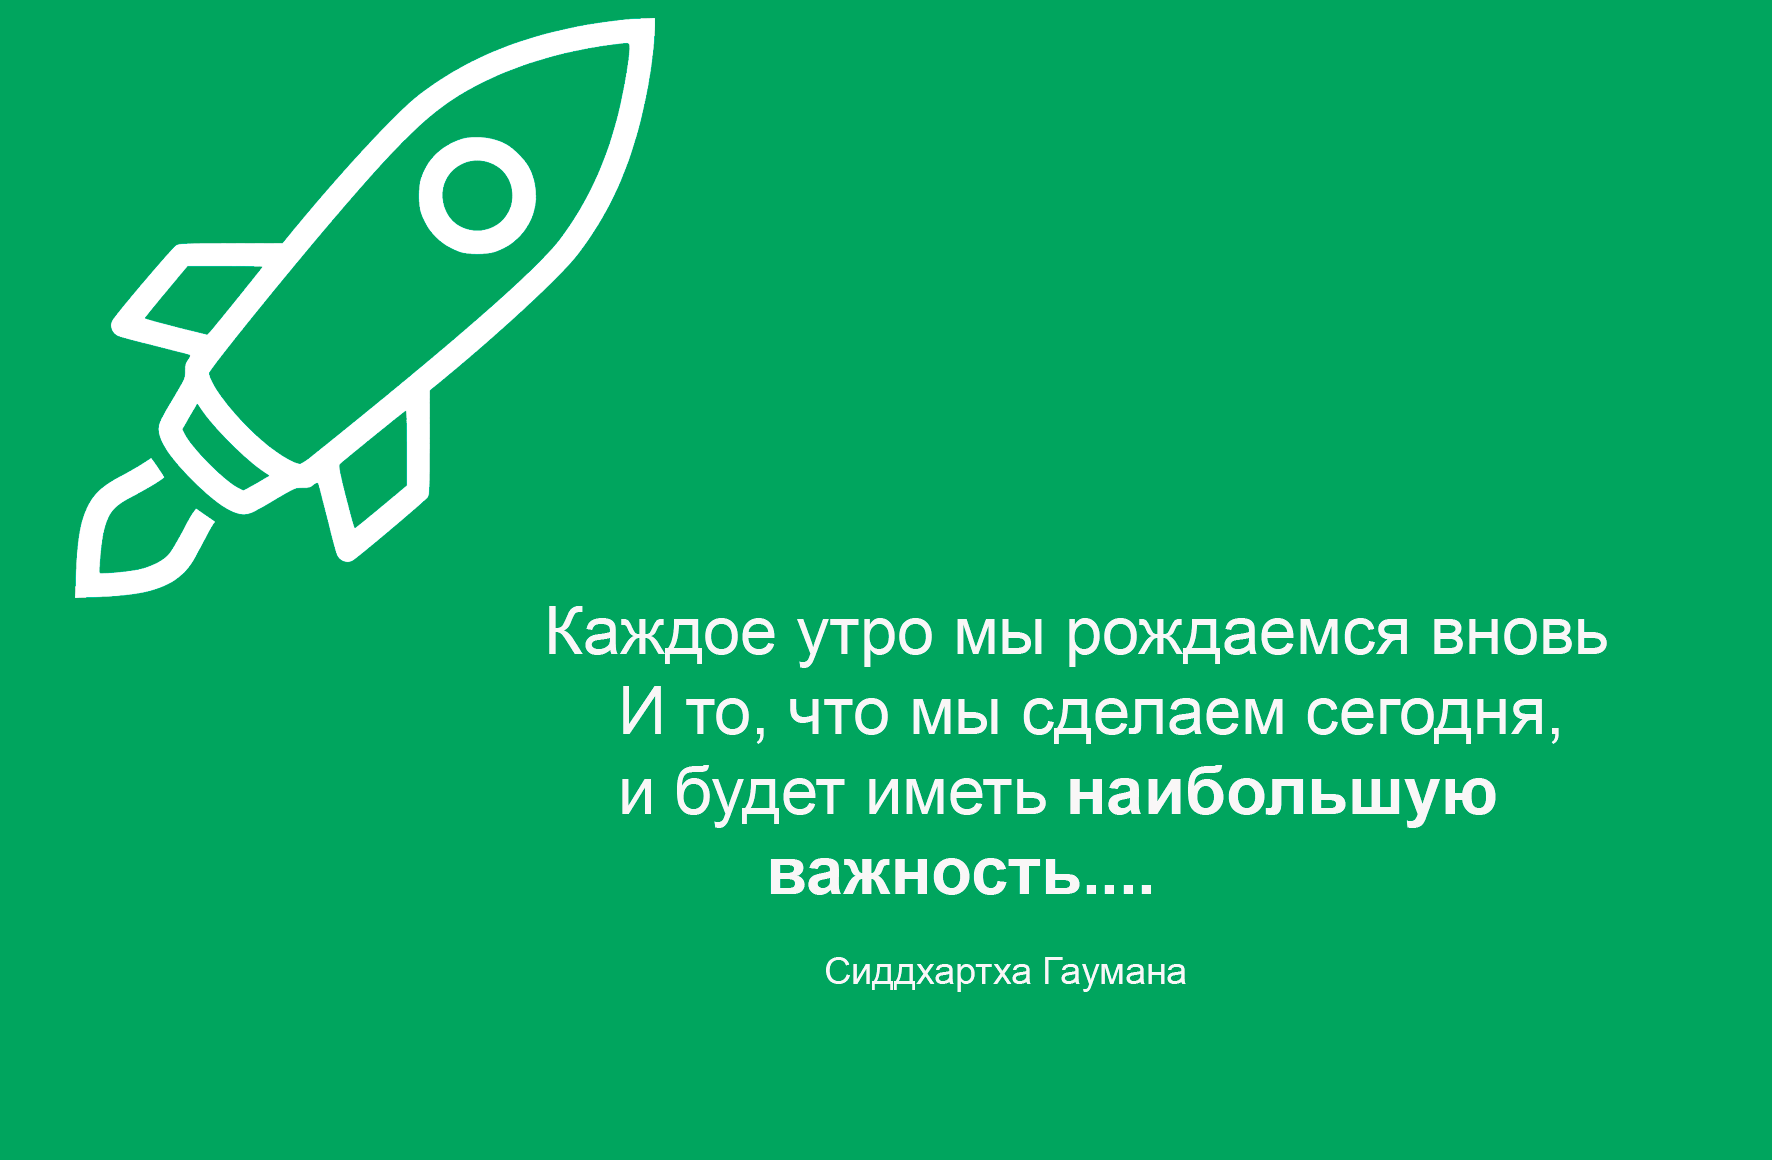 Каждое утро мы рождаемся вновь
И то, что мы сделаем сегодня,
и будет иметь наибольшую
важность....
Сиддхартха Гаумана